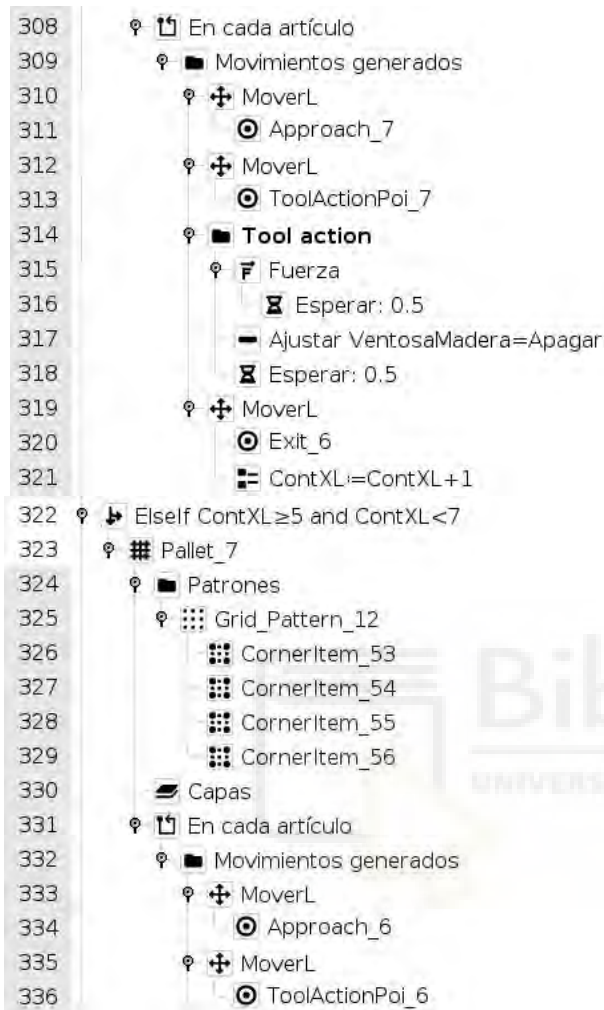 308 En cada artículo
309 Movimientos generados
310 MoverL
311 Approach_7
312 MoverL
313 ToolActionPoi_7
314 Tool action
315 Fuerza
316 Esperar: 0.5
317 Ajustar VentosaMadera=Apagar
318 Esperar: 0.5
319 MoverL
320 Exit_6
321 ContXL:=ContXL+1
322 ElseIf ContXL≥5 and ContXL<7
323 Pallet_7
324 Patrones
325 Grid_Pattern_12
326 CornerItem_53
327 CornerItem_54
328 CornerItem_55
329 CornerItem_56
330 Capas
331 En cada artículo
332 Movimientos generados
333 MoverL
334 Approach_6
335 MoverL
336 ToolActionPoi_6
Bib
UNIVERS